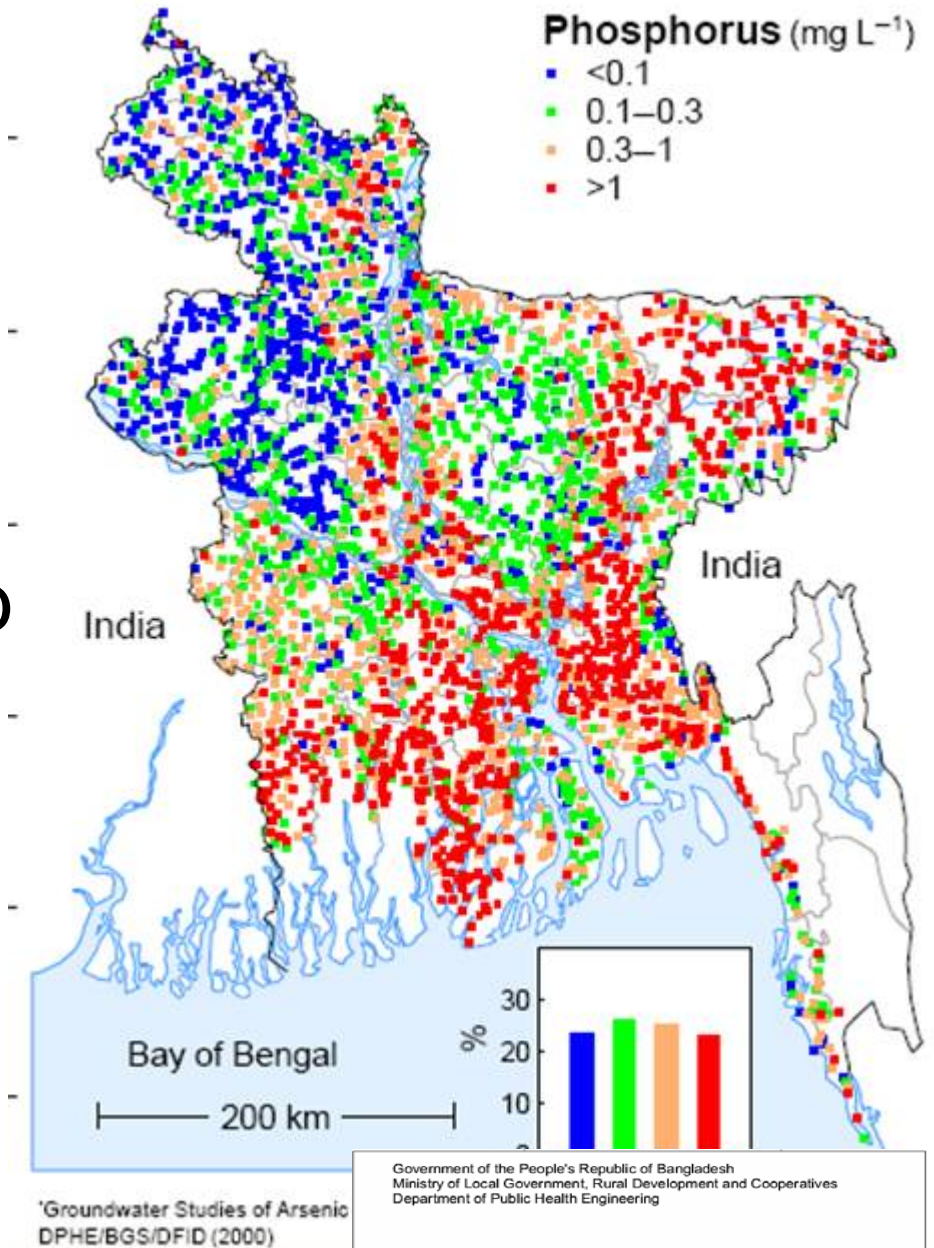 Phosphorus (mg L⁻¹)
<0.1
0.1–0.3
0.3–1
>1
India
India
Bay of Bengal
200 km
%
30
20
10
Government of the People's Republic of Bangladesh
Ministry of Local Government, Rural Development and Cooperatives
Department of Public Health Engineering
'Groundwater Studies of Arsenic
DPHE/BGS/DFID (2000)